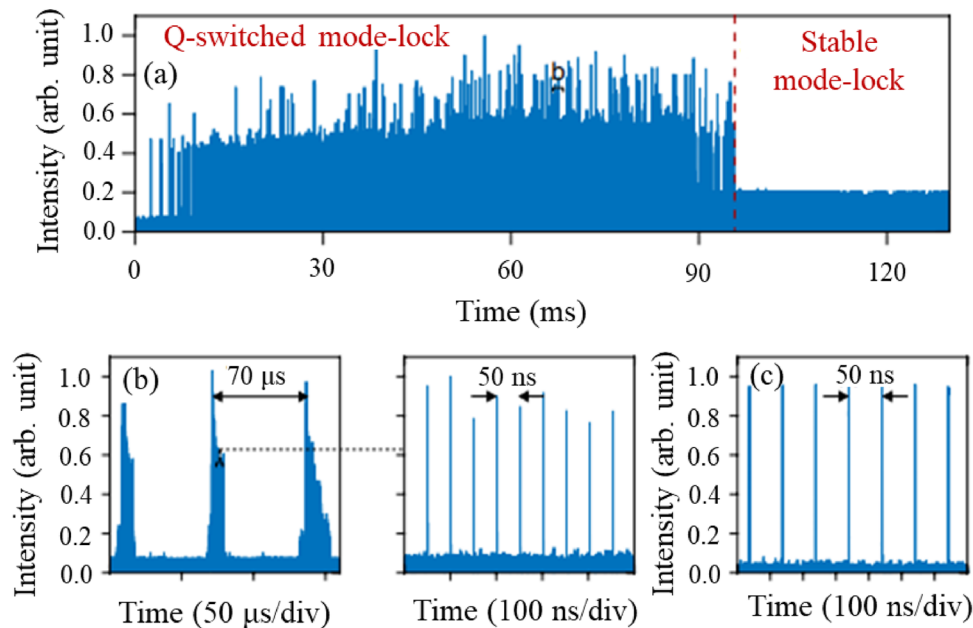 Q-switched mode-lock
Stable
mode-lock
(a)
b
Intensity (arb. unit)
1.0
0.8
0.6
0.4
0.2
0.0
0
30
60
90
120
Time (ms)
(b)
70 μs
Intensity (arb. unit)
1.0
0.8
0.6
0.4
0.2
0.0
Time (50 μs/div)
50 ns
Time (100 ns/div)
(c)
50 ns
Intensity (arb. unit)
1.0
0.8
0.6
0.4
0.2
0.0
Time (100 ns/div)